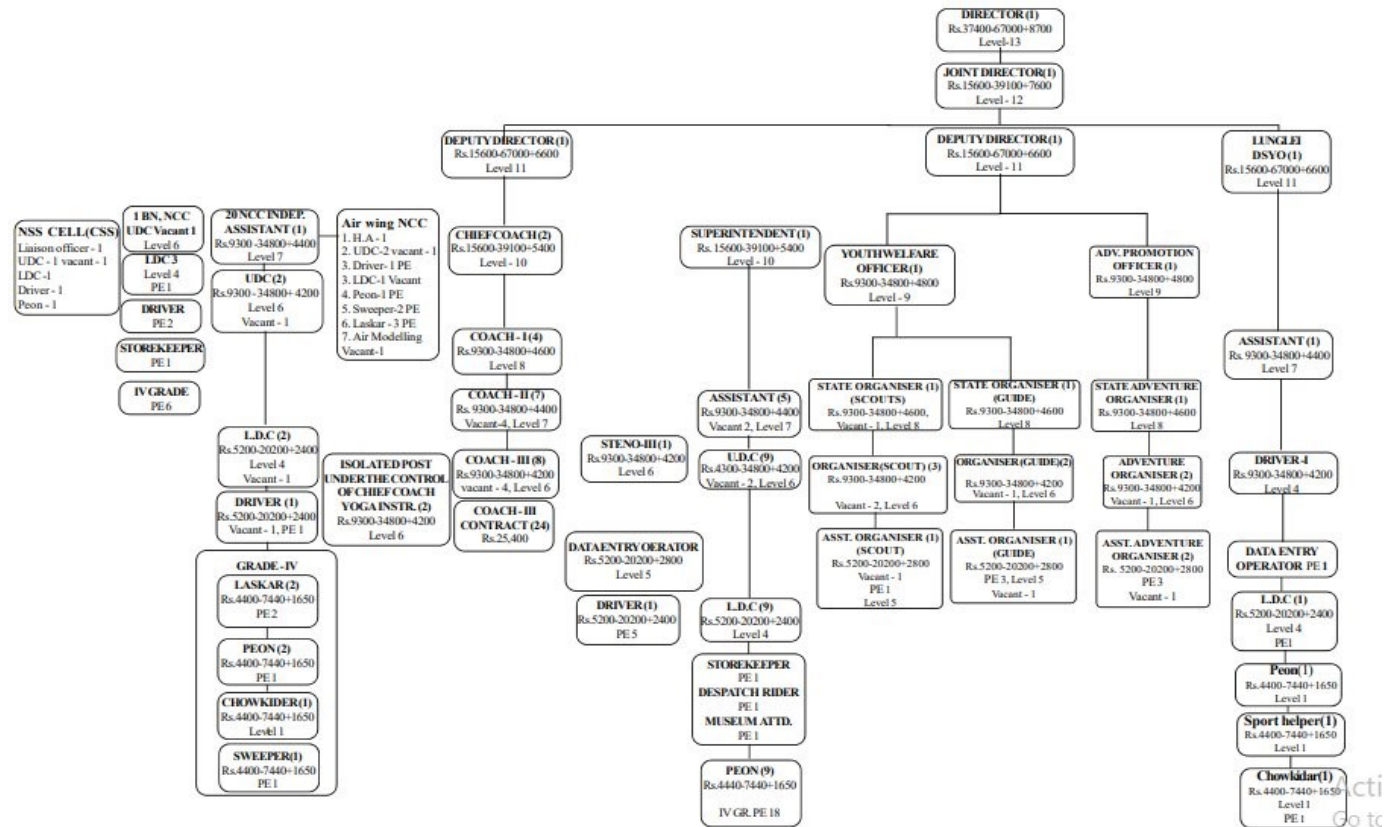 DIRECTOR (1)
Rs.37400-67000+8700
Level-13
JOINT DIRECTOR(1)
Rs.15600-39100+7600
Level - 12
DEPUTY DIRECTOR (1)
Rs.15600-67000+6600
Level 11
DEPUTY DIRECTOR (1)
Rs.15600-67000+6600
Level - 11
LUNGLEI
DSYO (1)
Rs.15600-67000+6600
Level 11
NSS CELL(CSS)
Liaison officer - 1
UDC - 1 vacant - 1
LDC -1
Driver - 1
Peon - 1
1 BN, NCC
UDC Vacant 1
Level 6
LDC 3
Level 4
PE 1
DRIVER
PE 2
STOREKEEPER
PE 1
IV GRADE
PE 6
20 NCC INDEP.
ASSISTANT (1)
Rs.9300 -34800+4400
Level 7
UDC (2)
Rs.9300 -34800+ 4200
Level 6
Vacant - 1
L.D.C (2)
Rs.5200-20200+2400
Level 4
Vacant - 1
DRIVER (1)
Rs.5200-20200+2400
Vacant - 1, PE 1
GRADE - IV
LASKAR (2)
Rs.4400-7440+1650
PE 2
PEON (2)
Rs.4400-7440+1650
PE 1
CHOWKIDER (1)
Rs.4400-7440+1650
Level 1
SWEEPER(1)
Rs.4400-7440+1650
PE 1
Air wing NCC
1. H.A - 1
2. UDC-2 vacant - 1
3. Driver- 1 PE
3. LDC-1 Vacant
4. Peon-1 PE
5. Sweeper-2 PE
6. Laskar - 3 PE
7. Air Modelling
Vacant-1
CHIEF COACH (2)
Rs.15600-39100+5400
Level - 10
COACH - I (4)
Rs.9300-34800+4600
Level 8
COACH - II (7)
Rs. 9300-34800+4400
Vacant-4, Level 7
COACH - III (8)
Rs.9300-34800+4200
vacant - 4, Level 6
COACH - III
CONTRACT (24)
Rs.25,400
ISOLATED POST
UNDER THE CONTROL
OF CHIEF COACH
YOGA INSTR. (2)
Rs.9300-34800+4200
Level 6
SUPERINTENDENT (1)
Rs. 15600-39100+5400
Level - 10
ASSISTANT (5)
Rs.9300-34800+4400
Vacant 2, Level 7
STENO-III (1)
Rs.9300-34800+4200
Level 6
U.D.C (9)
Rs.4300-34800+4200
Vacant - 2, Level 6
DATA ENTRY OERATOR
Rs.5200-20200+2800
Level 5
DRIVER (1)
Rs.5200-20200+2400
PE 5
L.D.C (9)
Rs.5200-20200+2400
Level 4
STOREKEEPER
PE 1
DESPATCH RIDER
PE 1
MUSEUM ATTD.
PE 1
PEON (9)
Rs.4440-7440+1650
IV GR. PE 18
YOUTH WELFARE
OFFICER (1)
Rs.9300-34800+4800
Level - 9
STATE ORGANISER (1)
(SCOUTS)
Rs.9300-34800+4600,
Vacant - 1, Level 8
ORGANISER (SCOUT) (3)
Rs.9300-34800+4200
Vacant - 2, Level 6
ASST. ORGANISER (1)
(SCOUT)
Rs.5200-20200+2800
Vacant - 1
PE 1
Level 5
STATE ORGANISER (1)
(GUIDE)
Rs.9300-34800+4600
Level 8
ORGANISER (GUIDE)(2)
Rs.9300-34800+4200
Vacant - 1, Level 6
ASST. ORGANISER (1)
(GUIDE)
Rs.5200-20200+2800
PE 3, Level 5
Vacant - 1
ADV. PROMOTION
OFFICER (1)
Rs.9300-34800+4800
Level 9
STATE ADVENTURE
ORGANISER (1)
Rs.9300-34800+4600
Level 8
ADVENTURE
ORGANISER (2)
Rs.9300-34800+4200
Vacant - 1, Level 6
ASST. ADVENTURE
ORGANISER (2)
Rs. 5200-20200+2800
PE 3
Vacant - 1
ASSISTANT (1)
Rs. 9300-34800+4400
Level 7
DRIVER-I
Rs.9300-34800+4200
Level 4
DATA ENTRY
OPERATOR PE 1
L.D.C (1)
Rs.5200-20200+2400
Level 4
PE1
Peon(1)
Rs.4400-7440+1650
Level 1
Sport helper(1)
Rs.4400-7440+1650
Level 1
Chowkidar(1)
Rs.4400-7440+1650
Level 1
PE 1
Acti
Go to